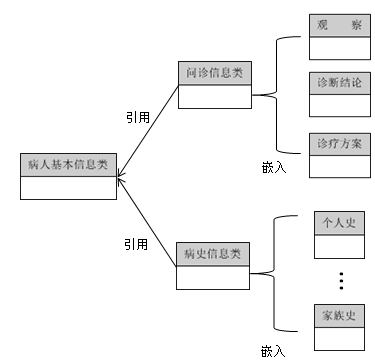 观 察
问诊信息类
诊断结论
引用
诊疗方案
病人基本信息类
嵌入
个人史
引用
病史信息类
家族史
嵌入